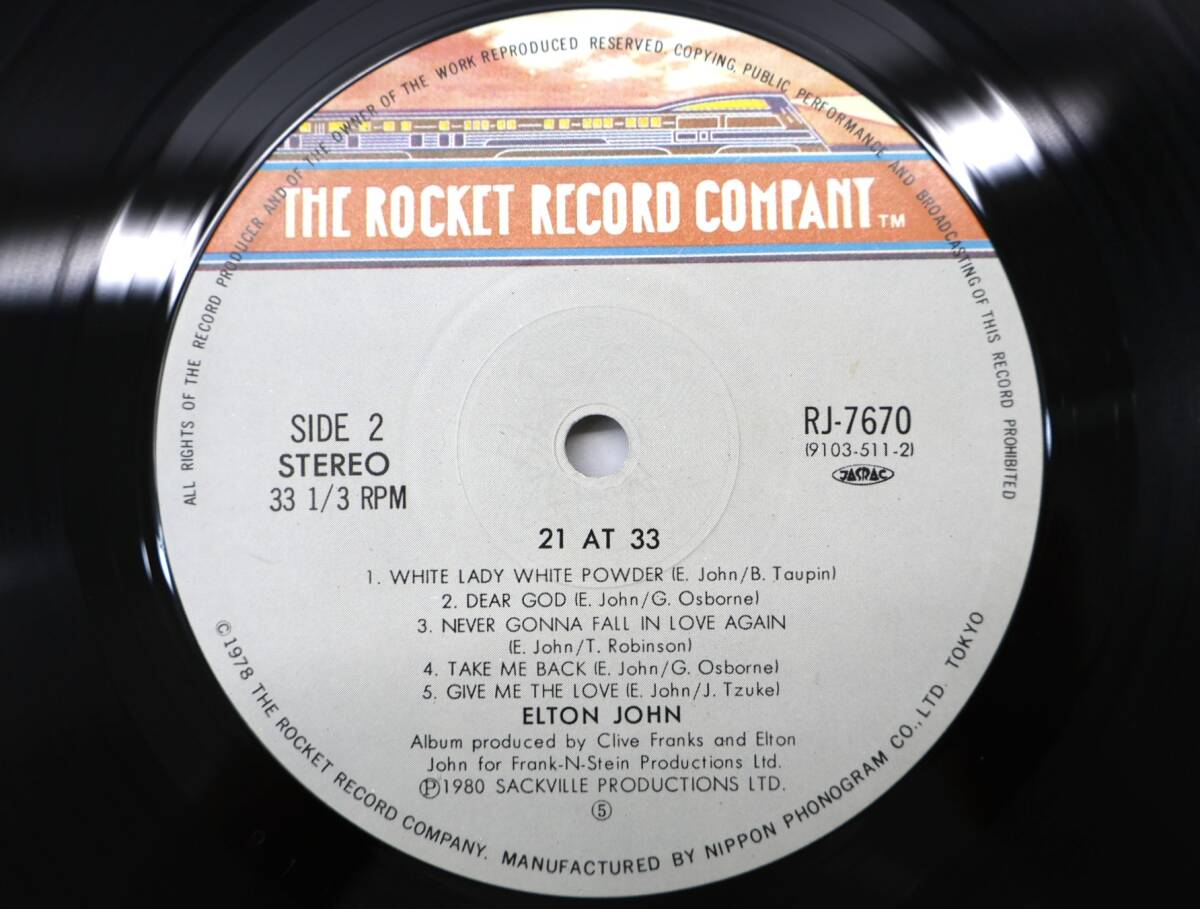 ALL RIGHTS OF THE RECORD PRODUCER AND OF THE OWNER OF THE WORK REPRODUCED RESERVED. COPYING, PUBLIC PERFORMANCE AND BROADCASTING OF THIS RECORD PROHIBITED
THE ROCKET RECORD COMPANY TM
SIDE 2
STEREO
33 1/3 RPM
RJ-7670
(9103-511-2)
JASRAC
21 AT 33
1. WHITE LADY WHITE POWDER (E. John/B. Taupin)
2. DEAR GOD (E. John/G. Osborne)
3. NEVER GONNA FALL IN LOVE AGAIN
(E. John/T. Robinson)
4. TAKE ME BACK (E. John/G. Osborne)
5. GIVE ME THE LOVE (E. John/J. Tzuke)
ELTON JOHN
Album produced by Clive Franks and Elton
John for Frank-N-Stein Productions Ltd.
Ⓟ1980 SACKVILLE PRODUCTIONS LTD.
⑤
©1978 THE ROCKET RECORD COMPANY. MANUFACTURED BY NIPPON PHONOGRAM CO., LTD. TOKYO